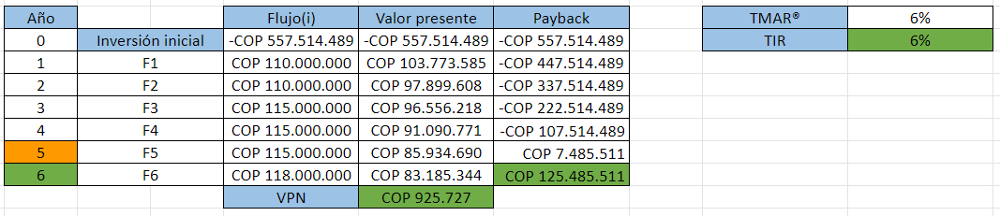 Año Flujo(i) Valor presente Payback TMAR® 6%
0 Inversión inicial -COP 557.514.489 -COP 557.514.489 -COP 557.514.489 TIR 6%
1 F1 COP 110.000.000 COP 103.773.585 -COP 447.514.489
2 F2 COP 110.000.000 COP 97.899.608 -COP 337.514.489
3 F3 COP 115.000.000 COP 96.556.218 -COP 222.514.489
4 F4 COP 115.000.000 COP 91.090.771 -COP 107.514.489
5 F5 COP 115.000.000 COP 85.934.690 COP 7.485.511
6 F6 COP 118.000.000 COP 83.185.344 COP 125.485.511
VPN COP 925.727